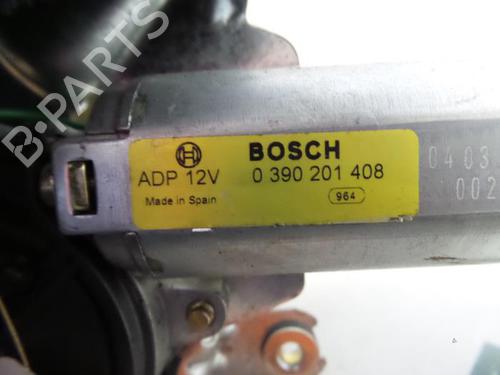 B-PARTS
BOSCH
ADP 12V 0 390 201 408
Made in Spain 964
0403
002